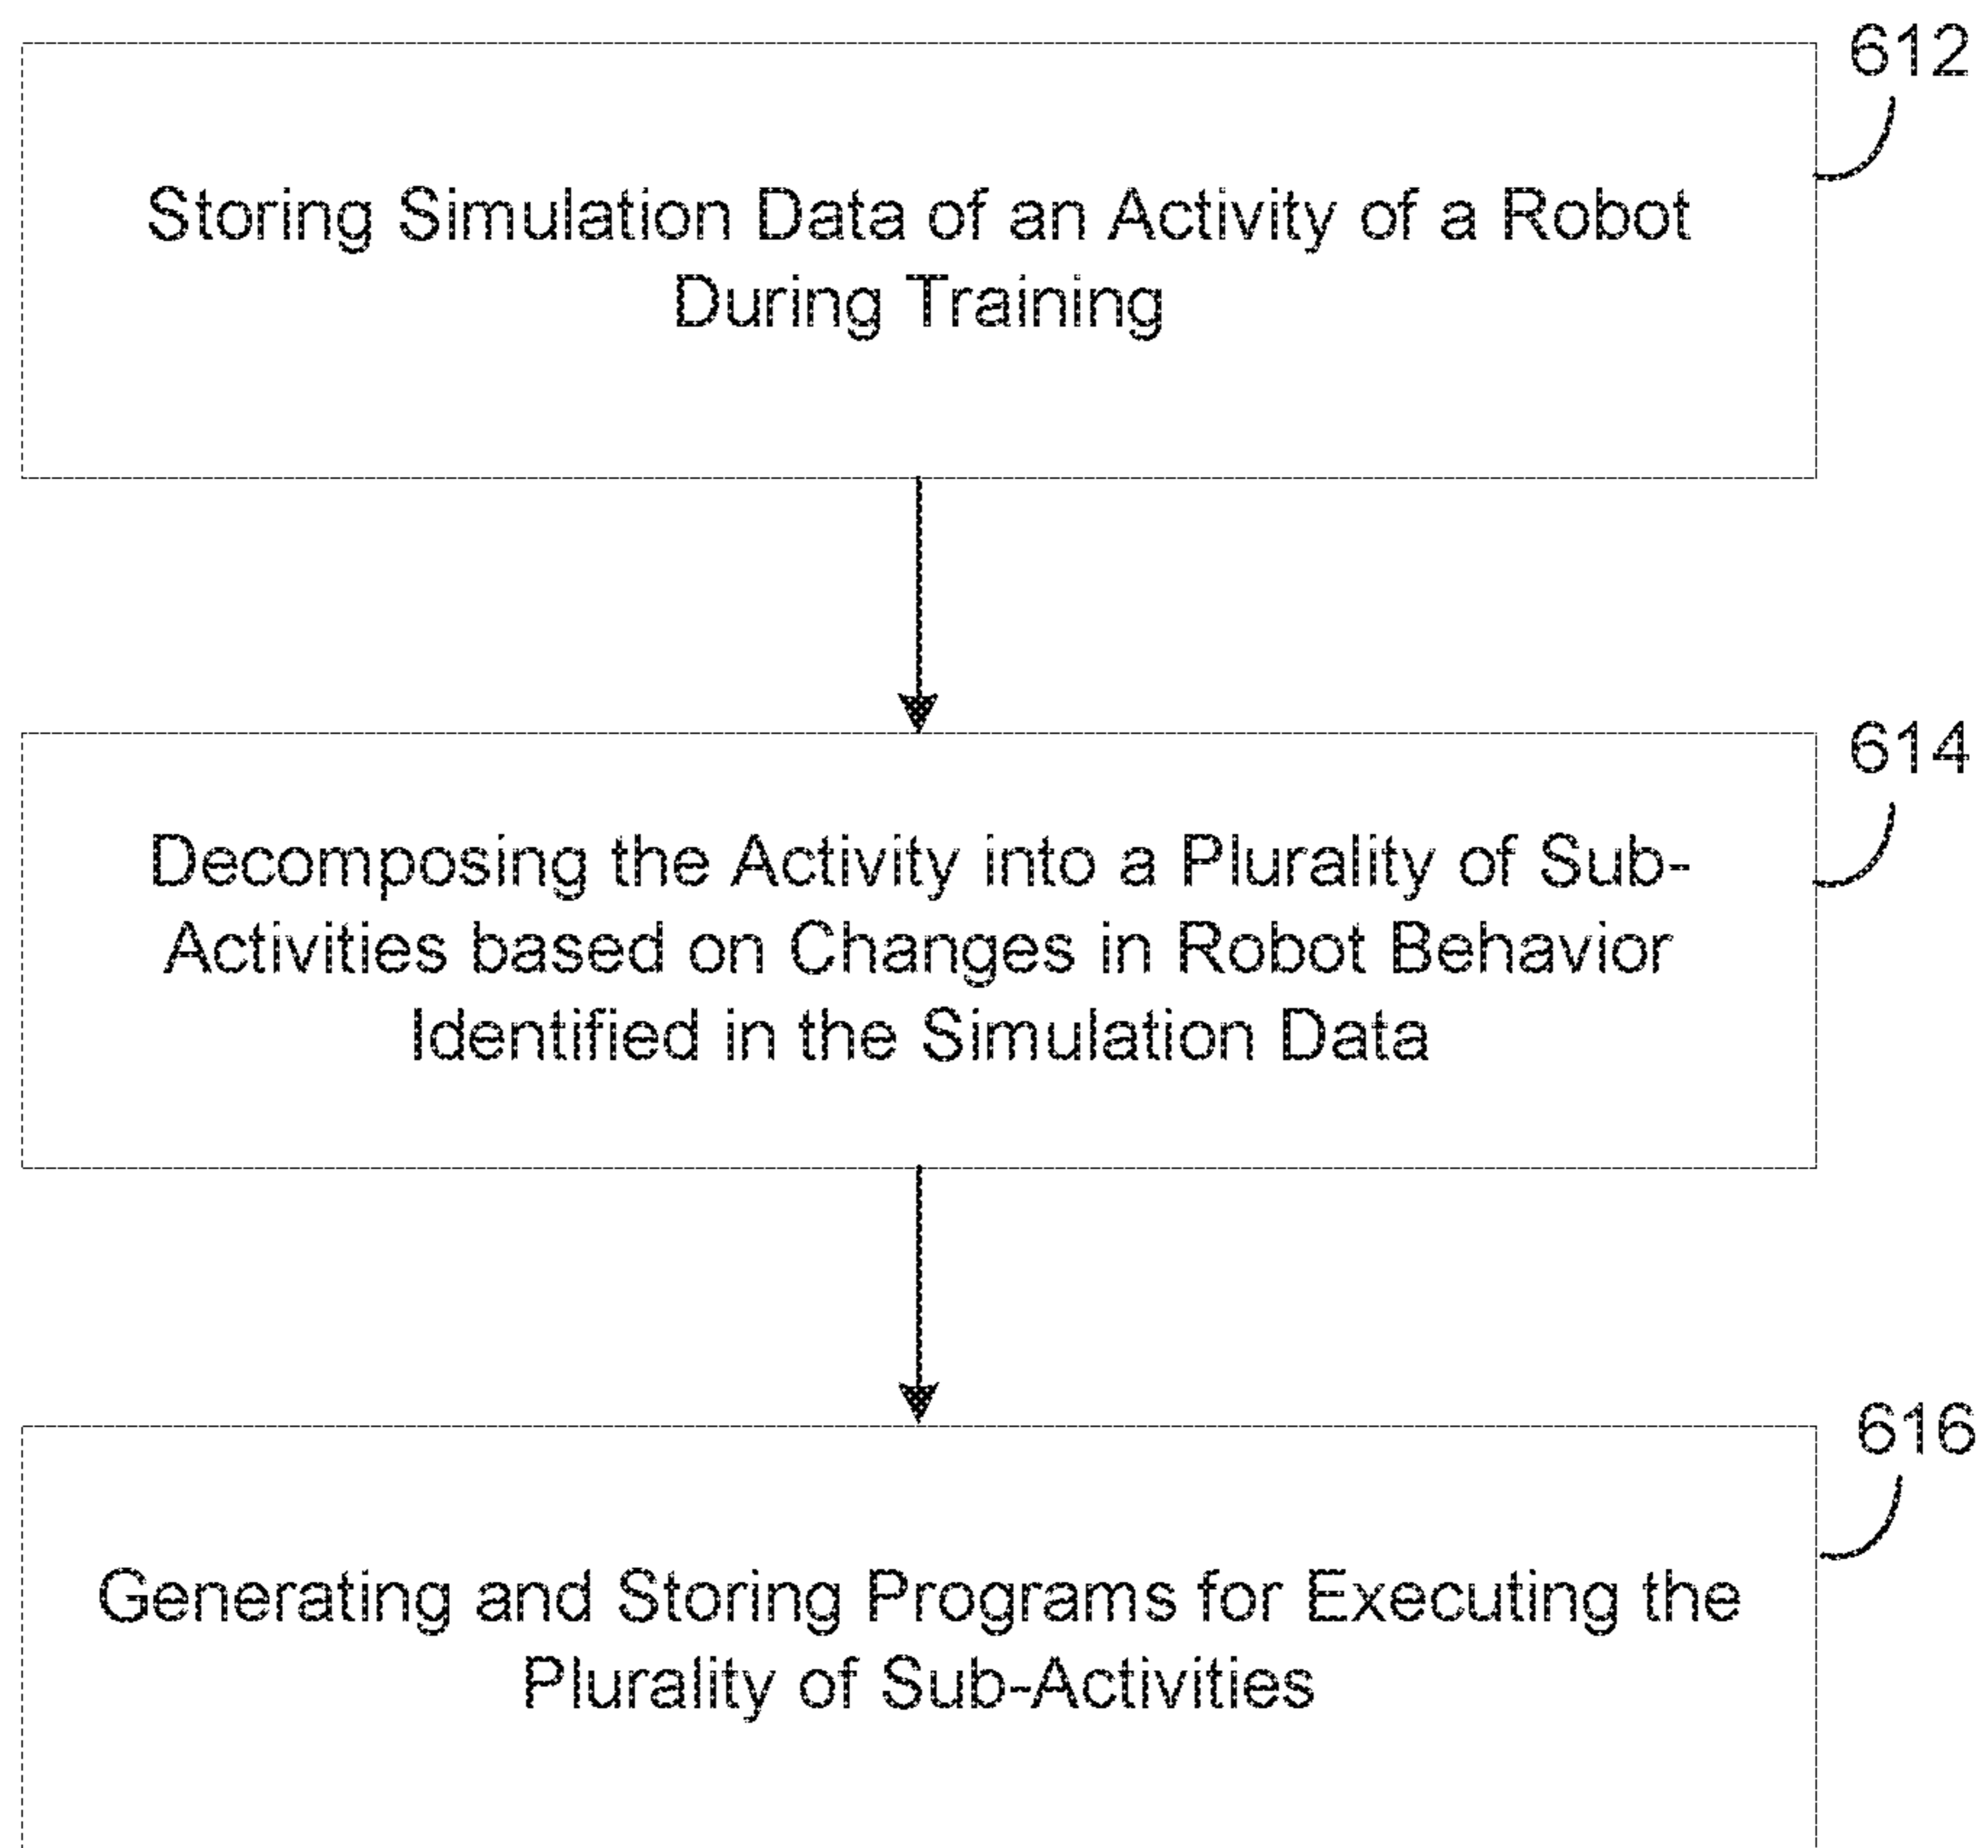 612
Storing Simulation Data of an Activity of a Robot
During Training
614
Decomposing the Activity into a Plurality of Sub-
Activities based on Changes in Robot Behavior
Identified in the Simulation Data
616
Generating and Storing Programs for Executing the
Plurality of Sub-Activities